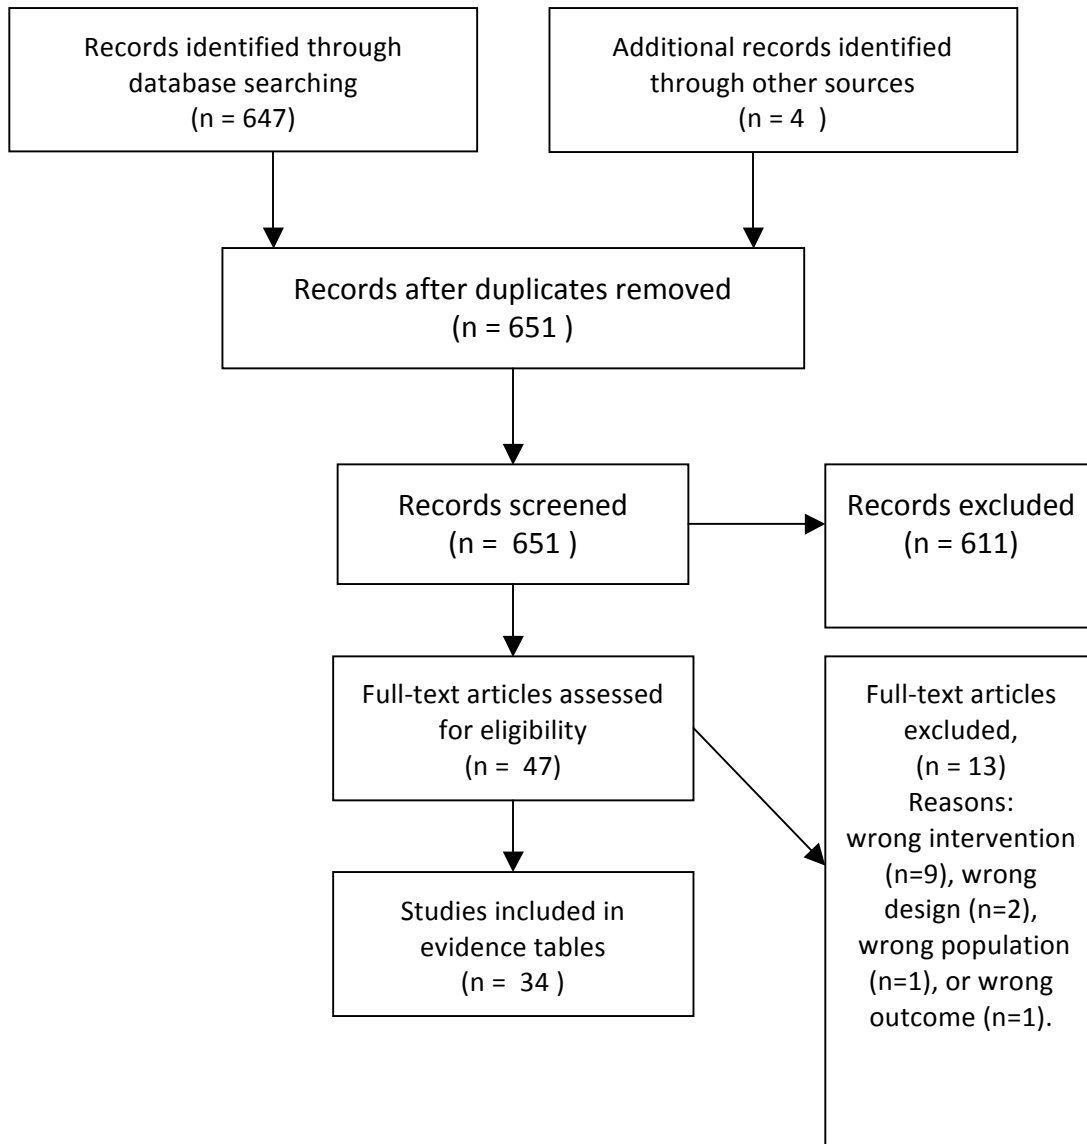 Records identified through
database searching
(n = 647)
Additional records identified
through other sources
(n = 4 )
Records after duplicates removed
(n = 651 )
Records screened
(n = 651 )
Records excluded
(n = 611)
Full-text articles assessed
for eligibility
(n = 47)
Full-text articles
excluded,
(n = 13)
Reasons:
wrong intervention
(n=9), wrong
design (n=2),
wrong population
(n=1), or wrong
outcome (n=1).
Studies included in
evidence tables
(n = 34 )